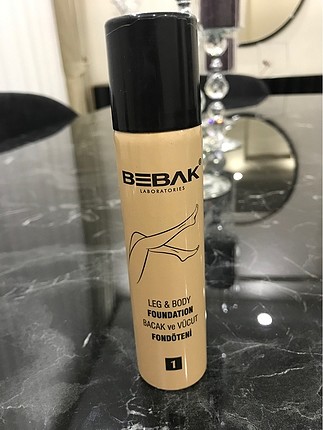 BEBAK®
LABORATORIES
LEG & BODY
FOUNDATION
BACAK ve VÜCUT
FONDÖTENİ
1